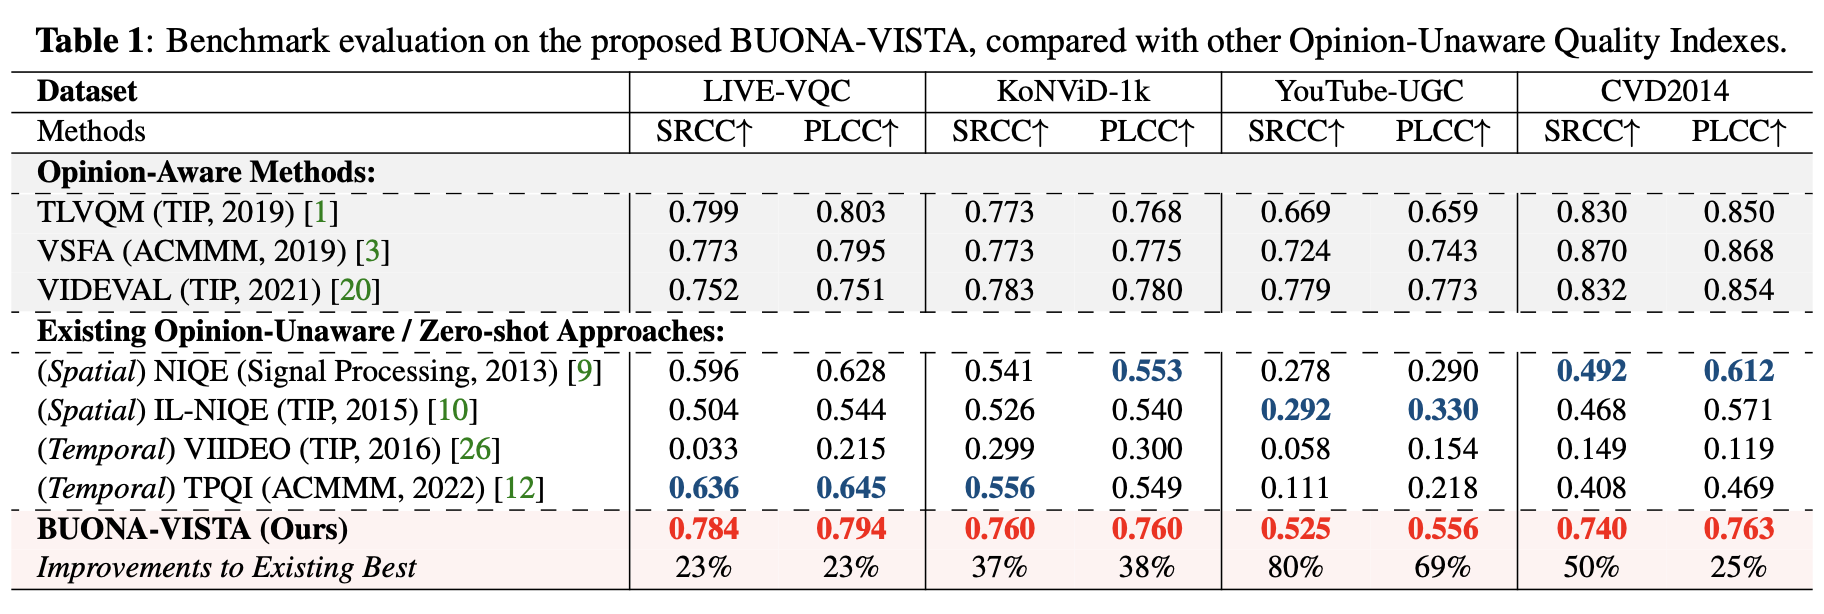 Table 1: Benchmark evaluation on the proposed BUONA-VISTA, compared with other Opinion-Unaware Quality Indexes.
Dataset LIVE-VQC KoNViD-1k YouTube-UGC CVD2014
Methods SRCC↑ PLCC↑ SRCC↑ PLCC↑ SRCC↑ PLCC↑ SRCC↑ PLCC↑
Opinion-Aware Methods:
TLVQM (TIP, 2019) [1] 0.799 0.803 0.773 0.768 0.669 0.659 0.830 0.850
VSFA (ACMMM, 2019) [3] 0.773 0.795 0.773 0.775 0.724 0.743 0.870 0.868
VIDEVAL (TIP, 2021) [20] 0.752 0.751 0.783 0.780 0.779 0.773 0.832 0.854
Existing Opinion-Unaware / Zero-shot Approaches:
(Spatial) NIQE (Signal Processing, 2013) [9] 0.596 0.628 0.541 0.553 0.278 0.290 0.492 0.612
(Spatial) IL-NIQE (TIP, 2015) [10] 0.504 0.544 0.526 0.540 0.292 0.330 0.468 0.571
(Temporal) VIIDEO (TIP, 2016) [26] 0.033 0.215 0.299 0.300 0.058 0.154 0.149 0.119
(Temporal) TPQI (ACMMM, 2022) [12] 0.636 0.645 0.556 0.549 0.111 0.218 0.408 0.469
BUONA-VISTA (Ours) 0.784 0.794 0.760 0.760 0.525 0.556 0.740 0.763
Improvements to Existing Best 23% 23% 37% 38% 80% 69% 50% 25%